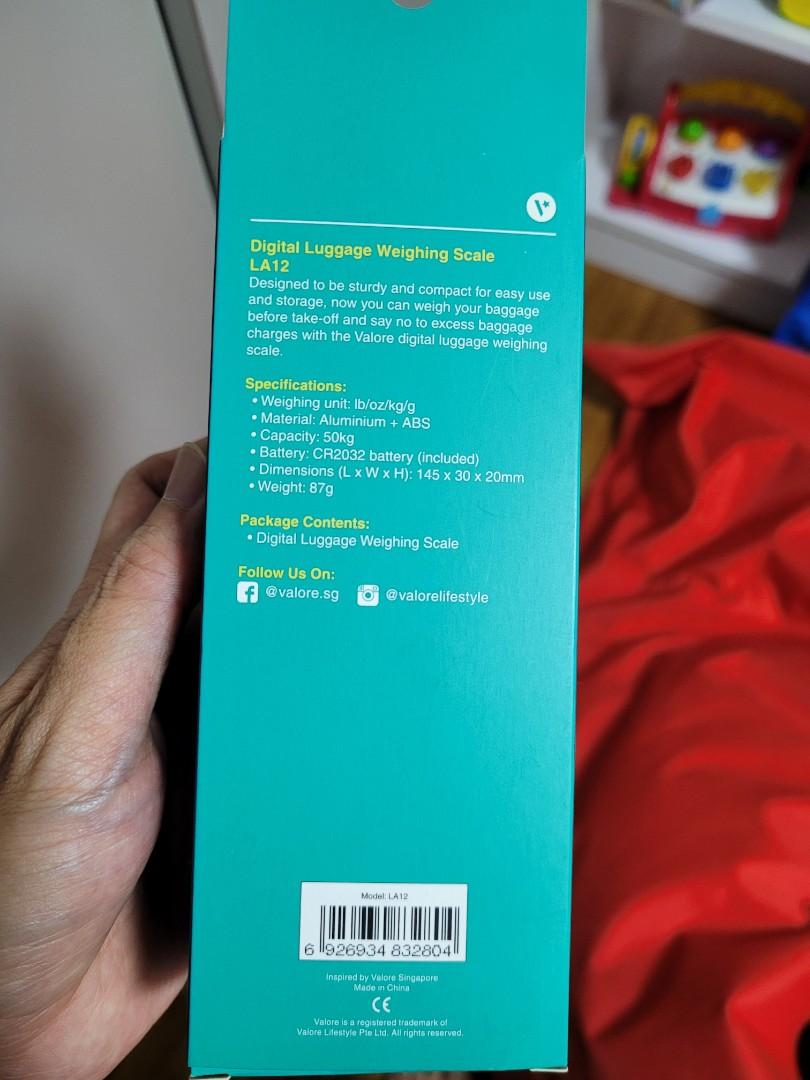 Digital Luggage Weighing Scale
LA12
Designed to be sturdy and compact for easy use
and storage, now you can weigh your baggage
before take-off and say no to excess baggage
charges with the Valore digital luggage weighing
scale.
Specifications:
• Weighing unit: lb/oz/kg/g
• Material: Aluminium + ABS
• Capacity: 50kg
• Battery: CR2032 battery (included)
• Dimensions (L x W x H): 145 x 30 x 20mm
• Weight: 87g
Package Contents:
• Digital Luggage Weighing Scale
Follow Us On:
@valore.sg @valorelifestyle
Model: LA12
6 926934 832804
Inspired by Valore Singapore
Made in China
CE
Valore is a registered trademark of
Valore Lifestyle Pte Ltd. All rights reserved.